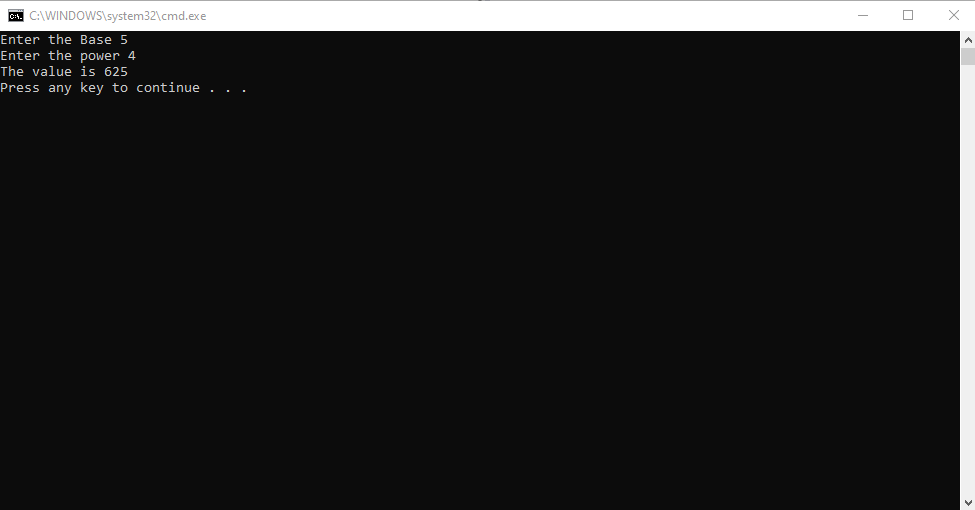 C:\WINDOWS\system32\cmd.exe
Enter the Base 5
Enter the power 4
The value is 625
Press any key to continue . . .